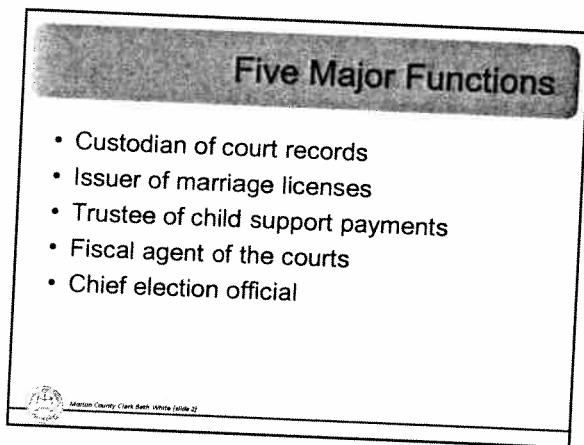 Five Major Functions
• Custodian of court records
• Issuer of marriage licenses
• Trustee of child support payments
• Fiscal agent of the courts
• Chief election official
Marion County Clerk Beth White (slide 2)